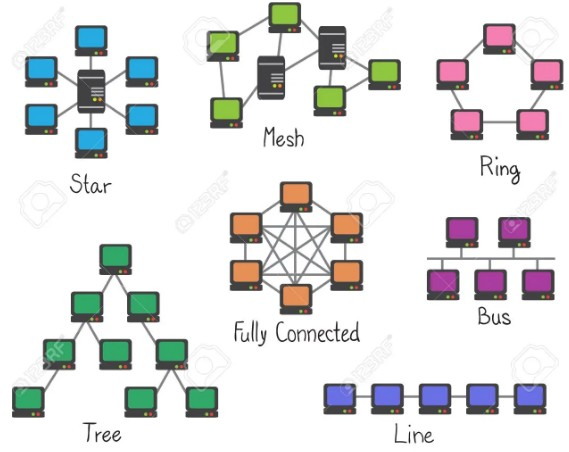 Star
Mesh
Ring
Fully Connected
Bus
Tree
Line